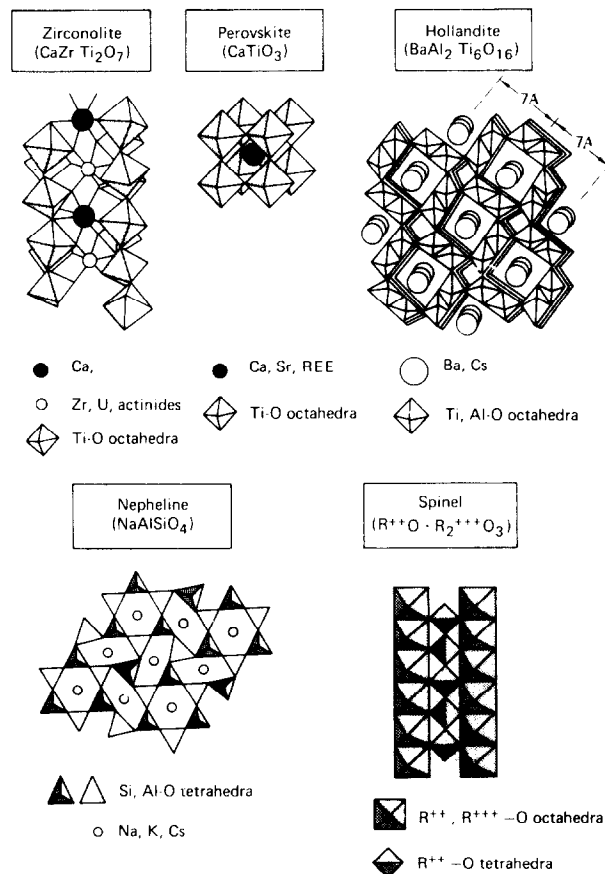 Zirconolite
(CaZr Ti₂O₇)
Perovskite
(CaTiO₃)
Hollandite
(BaAl₂ Ti₆O₁₆)
7A
7A
Ca,
Zr, U, actinides
Ti-O octahedra
Ca, Sr, REE
Ti-O octahedra
Ba, Cs
Ti, Al-O octahedra
Nepheline
(NaAlSiO₄)
Spinel
(R⁺⁺O · R₂⁺⁺⁺O₃)
Si, Al-O tetrahedra
Na, K, Cs
R⁺⁺, R⁺⁺⁺ –O octahedra
R⁺⁺ –O tetrahedra